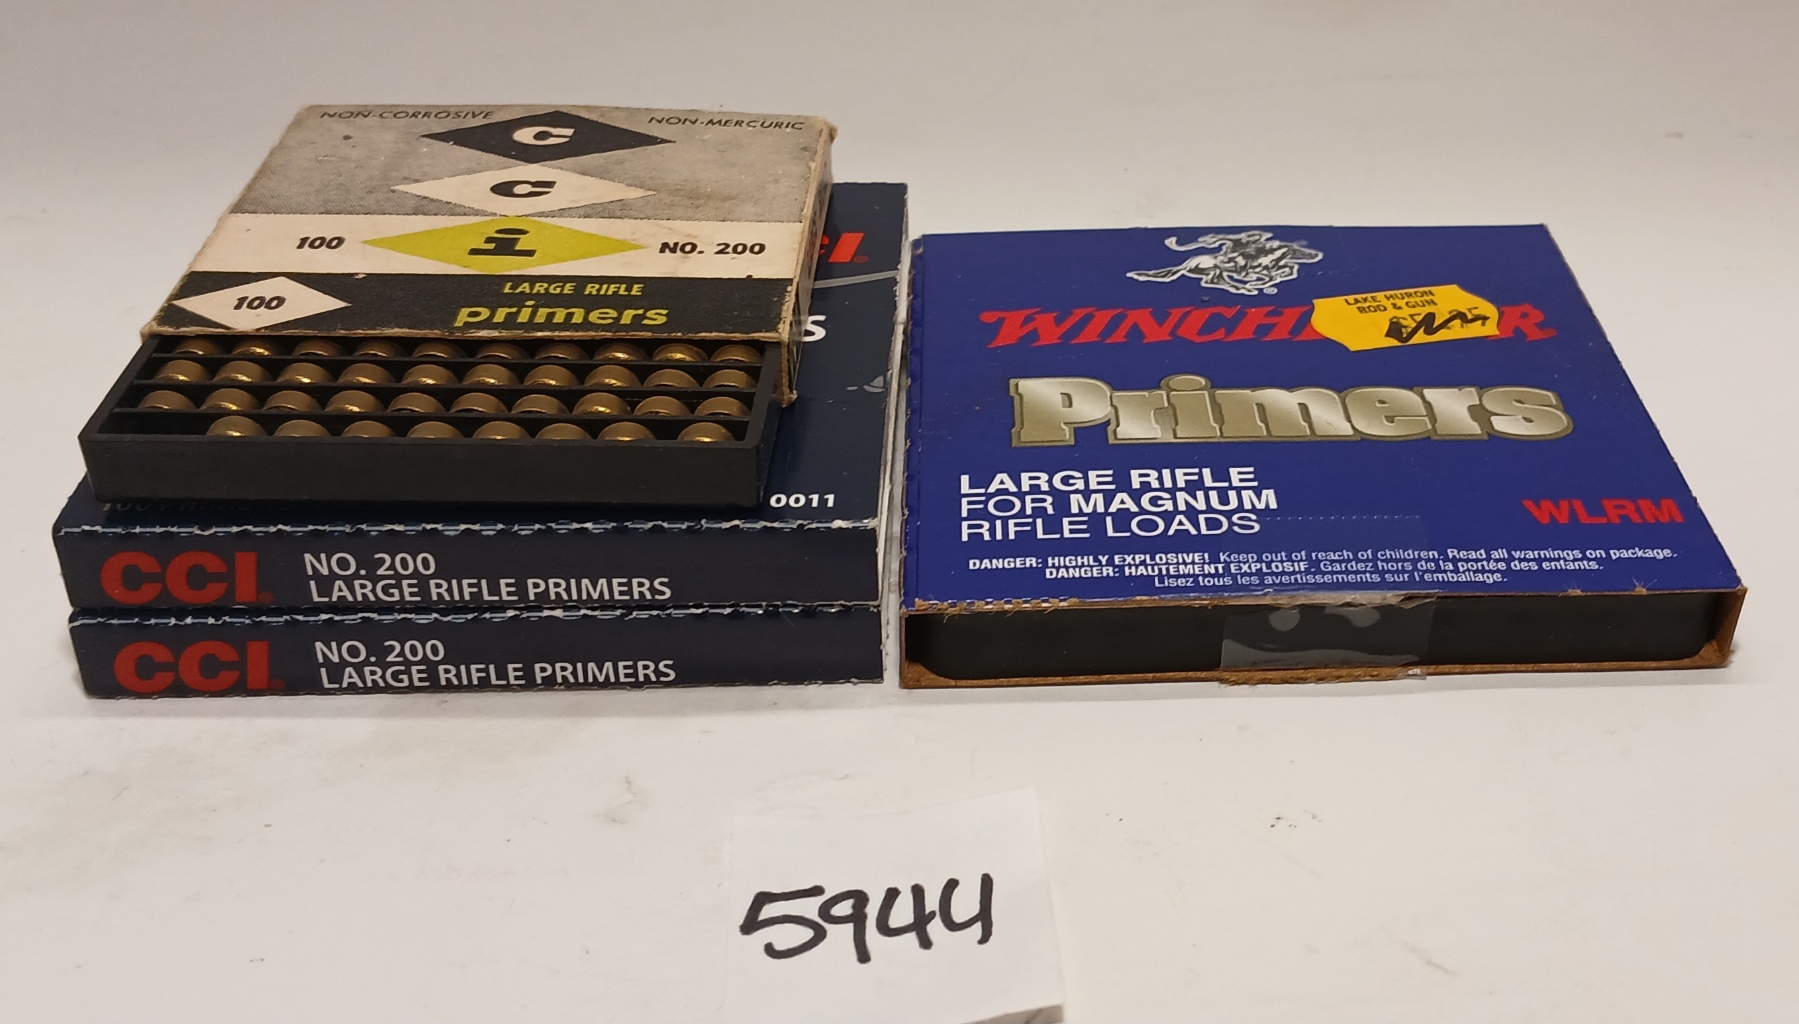 NON-CORROSIVE
NON-MERCURIC
C
C
100 i NO. 200
100
LARGE RIFLE
primers
0011
CCI
NO. 200
LARGE RIFLE PRIMERS
CCI
NO. 200
LARGE RIFLE PRIMERS
LAKE HURON
ROD & GUN
Primers
LARGE RIFLE
FOR MAGNUM
RIFLE LOADS
WLRM
DANGER: HIGHLY EXPLOSIVE! Keep out of reach of children. Read all warnings on package.
DANGER: HAUTEMENT EXPLOSIF. Gardez hors de la portée des enfants.
Lisez tous les avertissements sur l'emballage.
5944